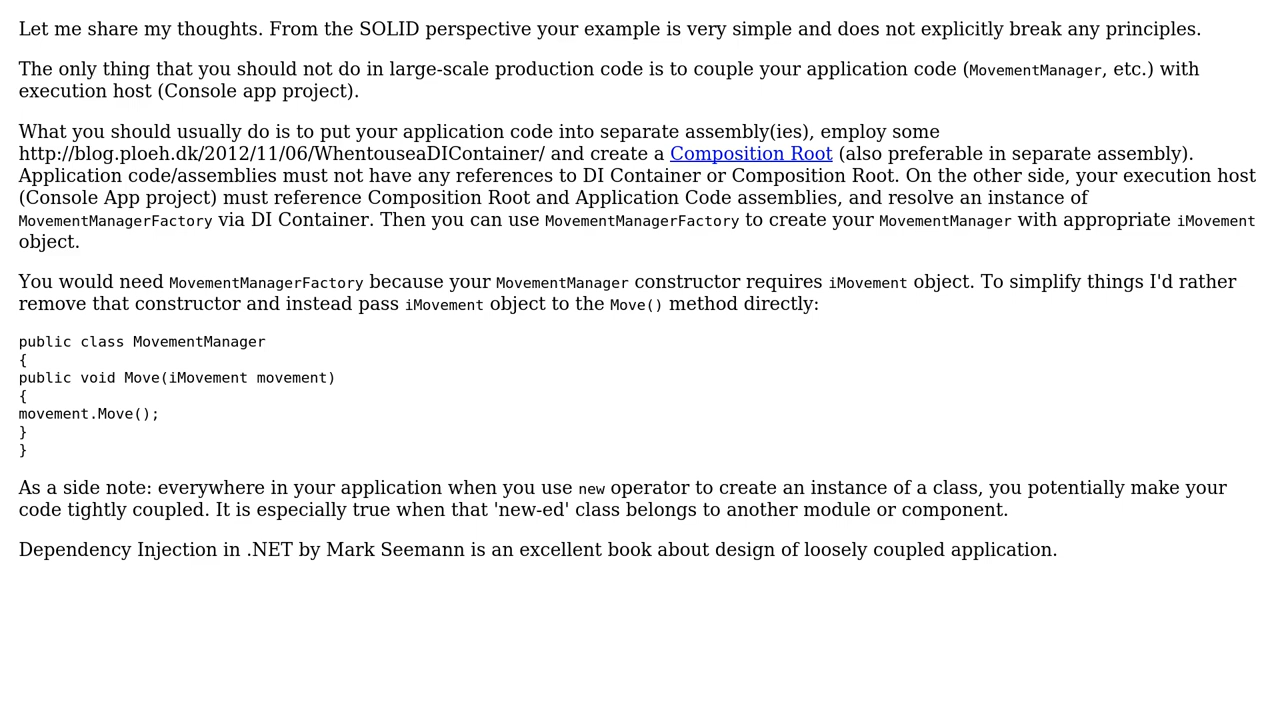 Let me share my thoughts. From the SOLID perspective your example is very simple and does not explicitly break any principles.
The only thing that you should not do in large-scale production code is to couple your application code (MovementManager, etc.) with
execution host (Console app project).
What you should usually do is to put your application code into separate assembly(ies), employ some
http://blog.ploeh.dk/2012/11/06/WhentouseaDIContainer/ and create a Composition Root (also preferable in separate assembly).
Application code/assemblies must not have any references to DI Container or Composition Root. On the other side, your execution host
(Console App project) must reference Composition Root and Application Code assemblies, and resolve an instance of
MovementManagerFactory via DI Container. Then you can use MovementManagerFactory to create your MovementManager with appropriate iMovement
object.
You would need MovementManagerFactory because your MovementManager constructor requires iMovement object. To simplify things I'd rather
remove that constructor and instead pass iMovement object to the Move() method directly:
public class MovementManager
{
public void Move(iMovement movement)
{
movement.Move();
}
}
As a side note: everywhere in your application when you use new operator to create an instance of a class, you potentially make your
code tightly coupled. It is especially true when that 'new-ed' class belongs to another module or component.
Dependency Injection in .NET by Mark Seemann is an excellent book about design of loosely coupled application.